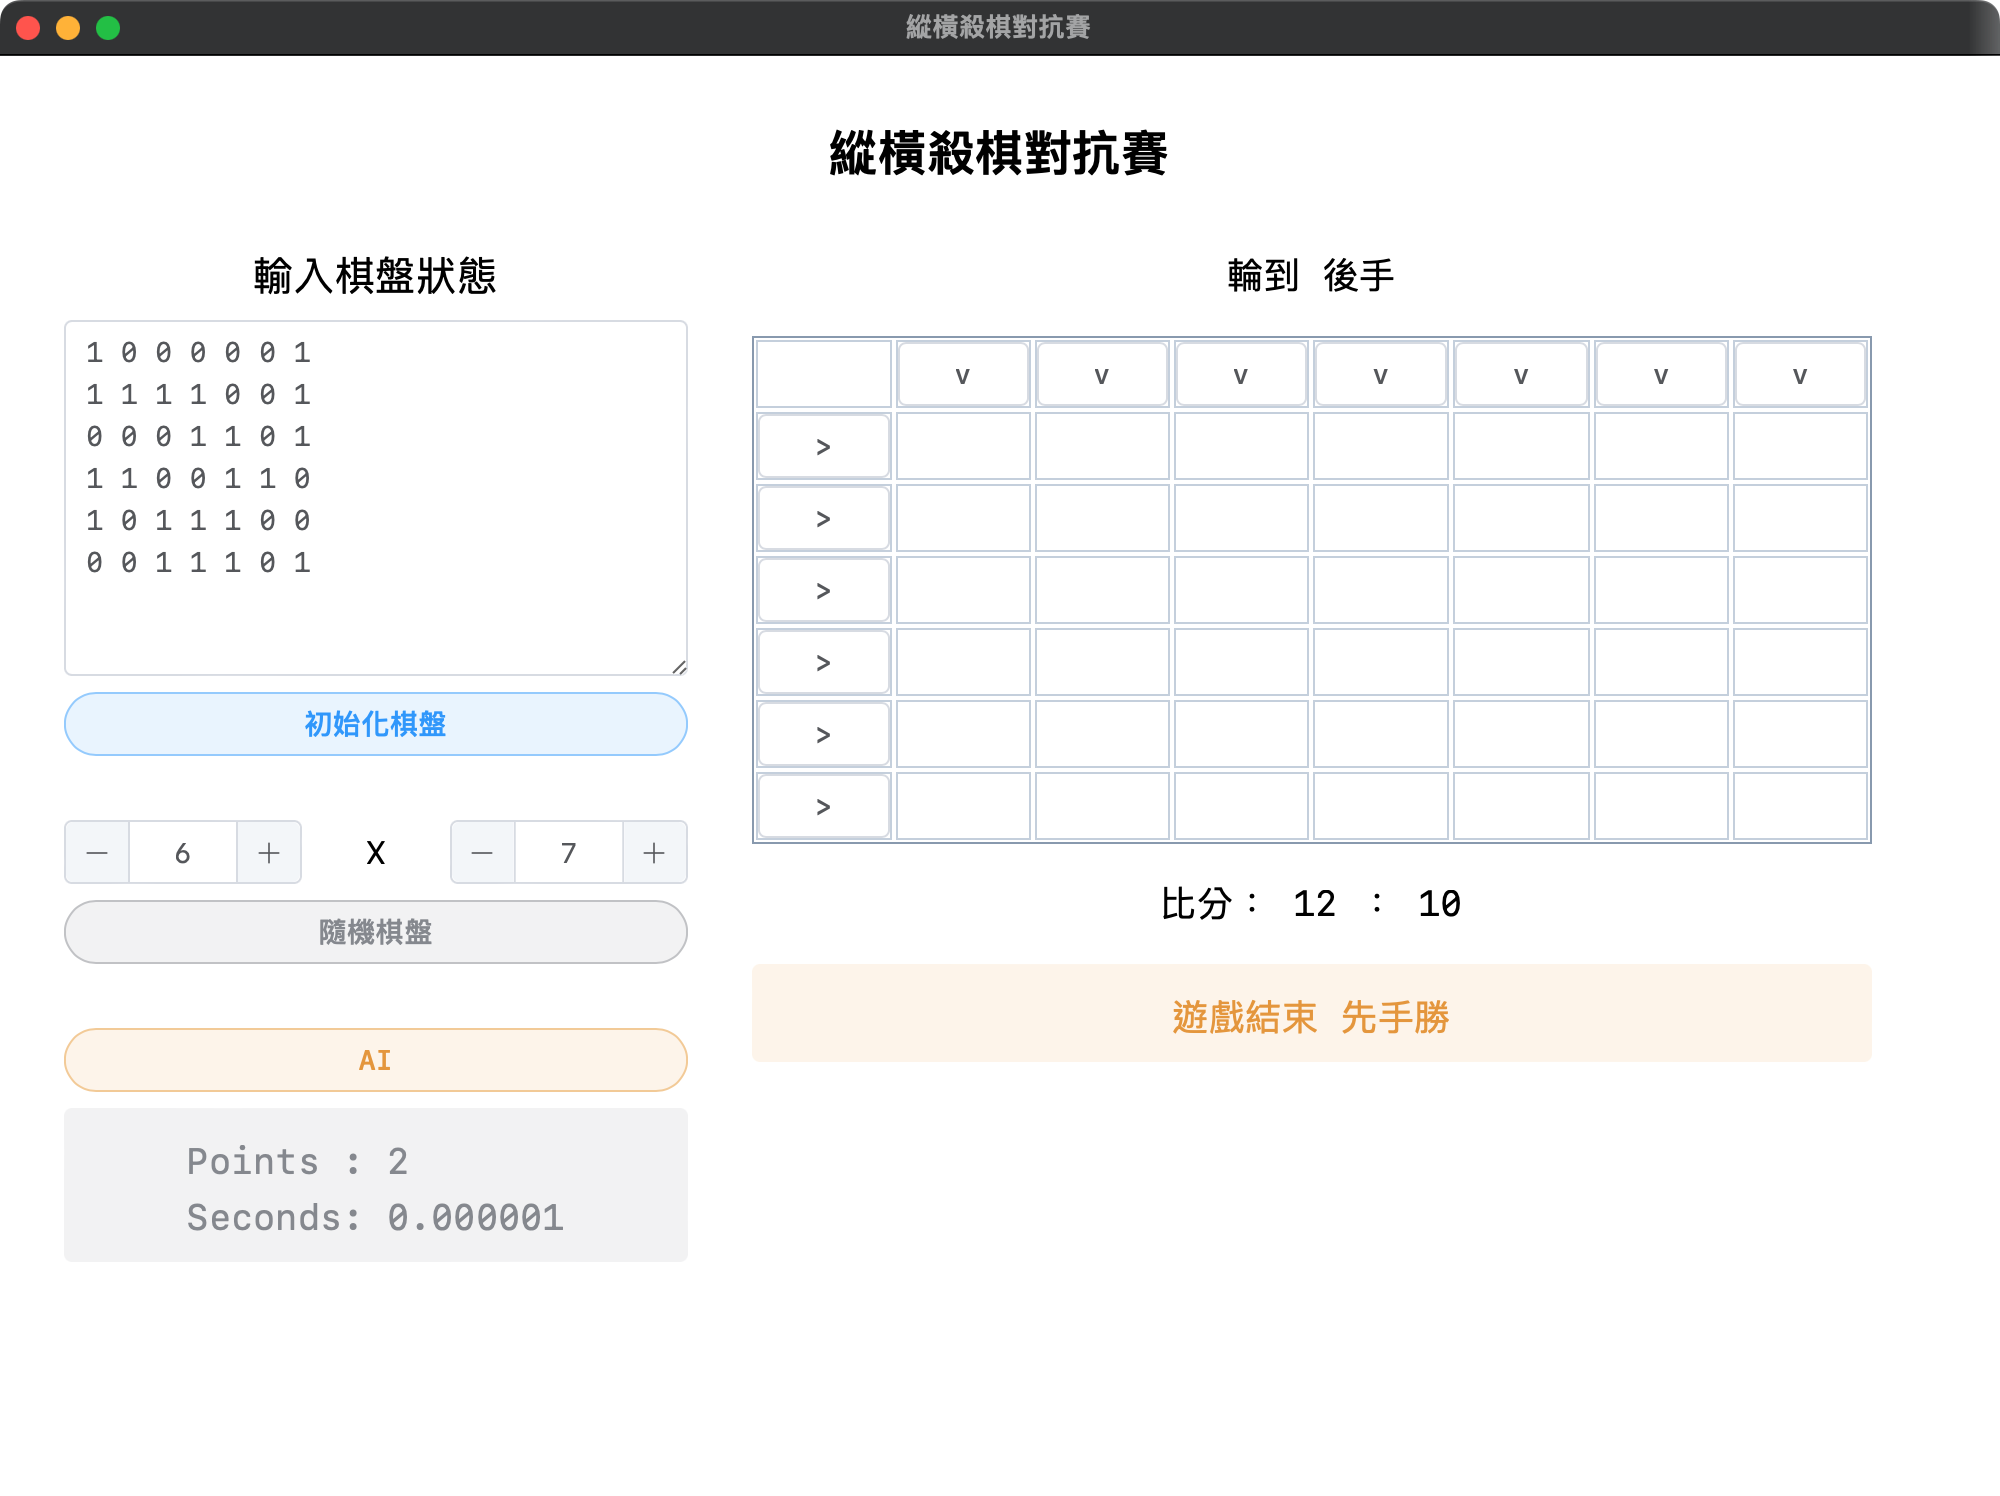 縱橫殺棋對抗賽
縱橫殺棋對抗賽
輸入棋盤狀態
1 0 0 0 0 0 1
1 1 1 1 0 0 1
0 0 0 1 1 0 1
1 1 0 0 1 1 0
1 0 1 1 1 0 0
0 0 1 1 1 0 1
初始化棋盤
6 X 7
隨機棋盤
AI
Points : 2
Seconds: 0.000001
輪到 後手
v v v v v v v
>
>
>
>
>
>
比分： 12 : 10
遊戲結束 先手勝